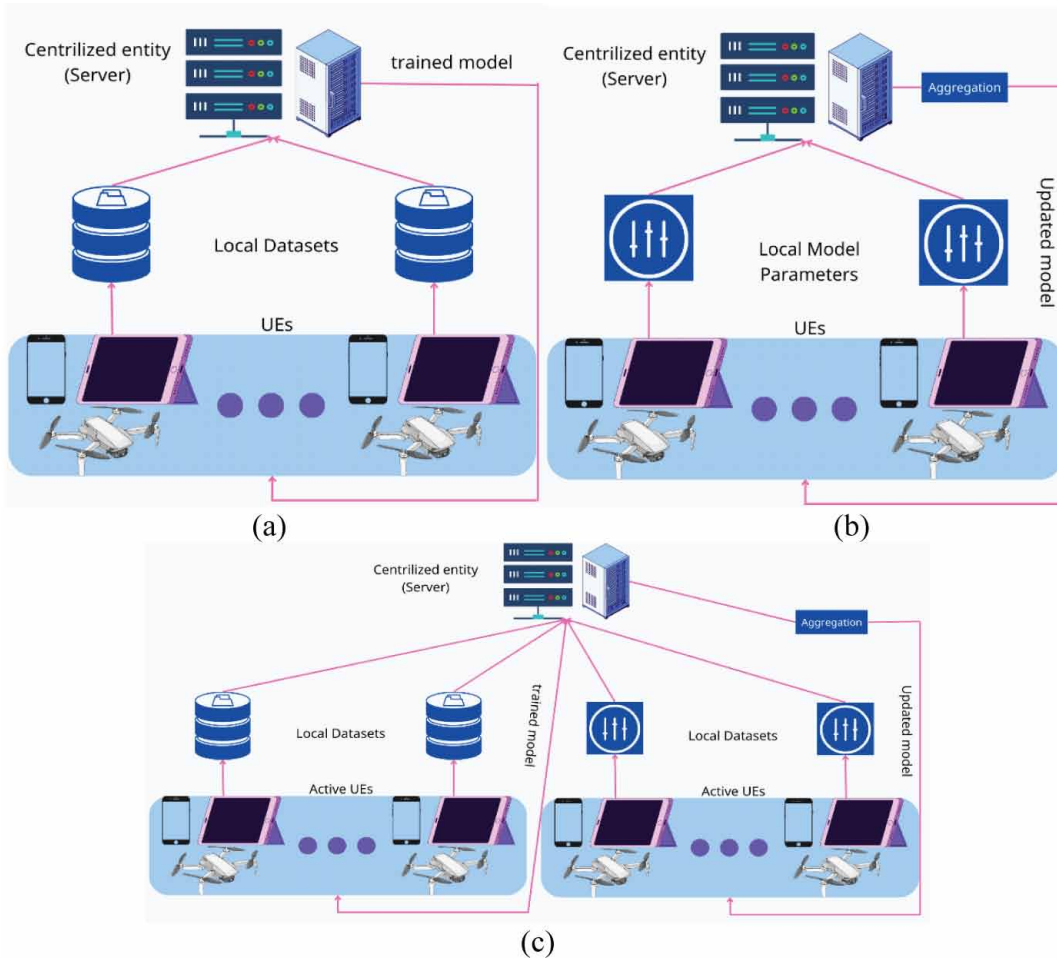 Centrilized entity
(Server)
trained model
Local Datasets
UEs
(a)
Centrilized entity
(Server)
Aggregation
Updated model
Local Model
Parameters
UEs
(b)
Centrilized entity
(Server)
Aggregation
trained model
Updated model
Local Datasets
Local Datasets
Active UEs
Active UEs
(c)